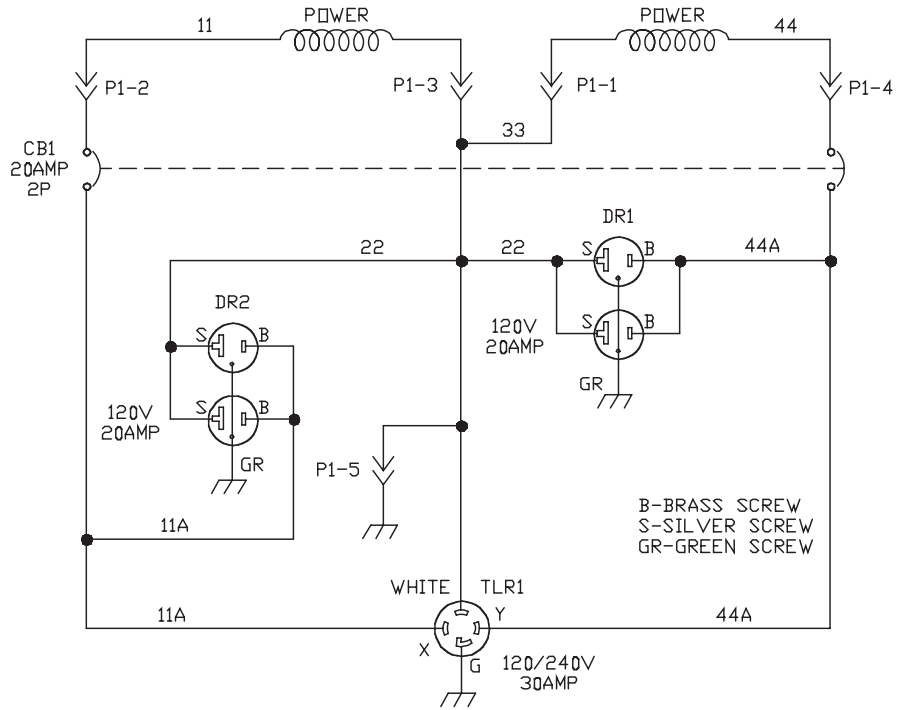 POWER
11
POWER
44
P1-2
P1-3
P1-1
P1-4
33
CB1
20AMP
2P
DR1
22
22
S
B
44A
DR2
S
B
120V
20AMP
S
B
GR
120V
20AMP
S
B
GR
P1-5
11A
B-BRASS SCREW
S-SILVER SCREW
GR-GREEN SCREW
WHITE
TLR1
11A
Y
44A
X
G
120/240V
30AMP